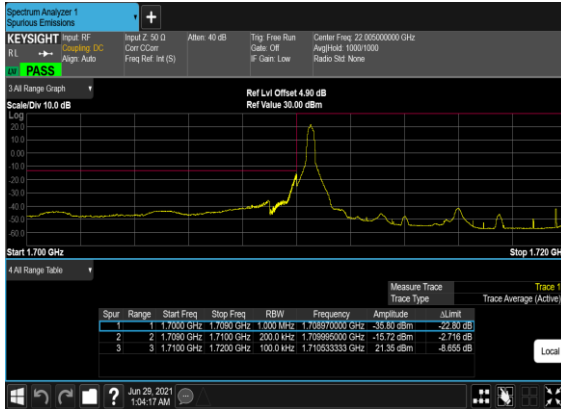 Spectrum Analyzer 1
Spurious Emissions
+
KEYSIGHT Input: RF Input Z: 50 Ω Atten: 40 dB Trig: Free Run Center Freq: 22.005000000 GHz
RL Coupling: DC Corr CCorr Gate: Off Avg|Hold: 1000/1000
Align: Auto Freq Ref: Int (S) IF Gain: Low Radio Std: None
PASS
3 All Range Graph Ref Lvl Offset 4.90 dB
Scale/Div 10.0 dB Ref Value 30.00 dBm
Log
20.0
10.0
0.00
-10.0
-20.0
-30.0
-40.0
-50.0
-60.0
Start 1.700 GHz Stop 1.720 GH
4 All Range Table
Measure Trace Trace 1
Trace Type Trace Average (Active)
Spur Range Start Freq Stop Freq RBW Frequency Amplitude ΔLimit
1 1 1.7000 GHz 1.7090 GHz 1.000 MHz 1.708970000 GHz -35.80 dBm -22.80 dB
2 2 1.7090 GHz 1.7100 GHz 200.0 kHz 1.709995000 GHz -15.72 dBm -2.716 dB
3 3 1.7100 GHz 1.7200 GHz 100.0 kHz 1.710533333 GHz 21.35 dBm -8.655 dB
Local
? Jun 29, 2021
1:04:17 AM